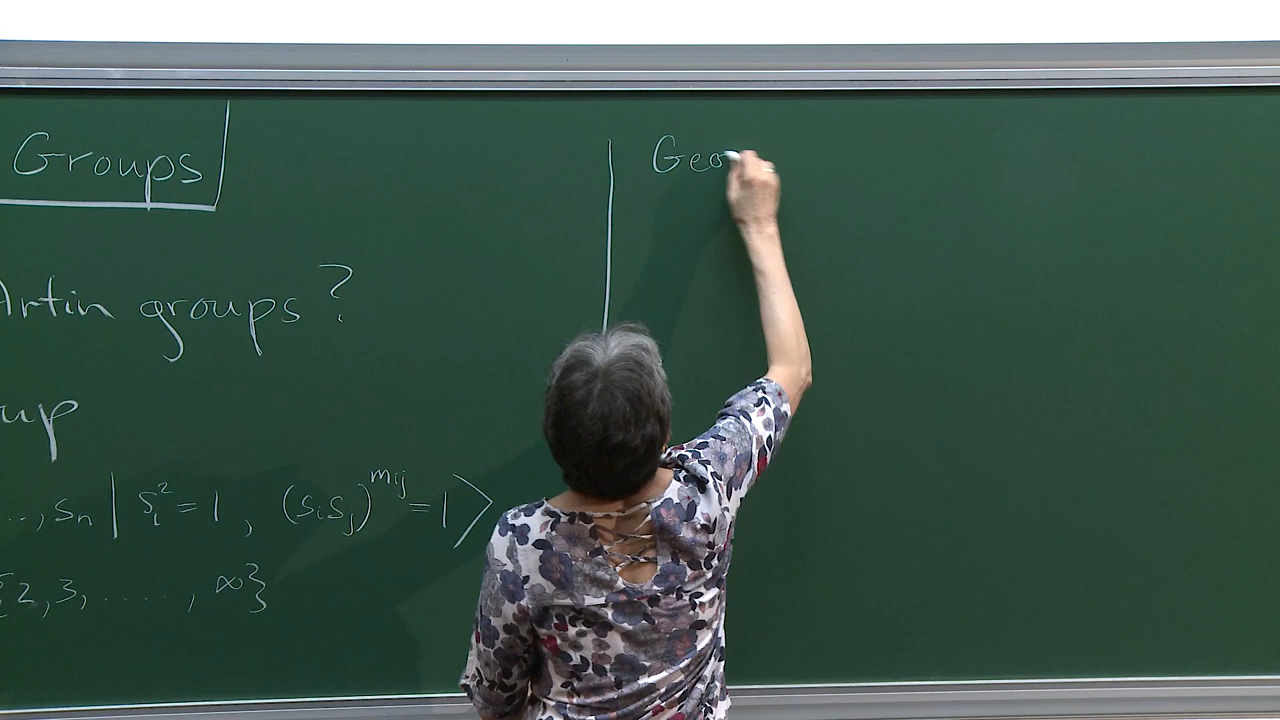 Groups
Artin groups?
up
..., sₙ | sᵢ² = 1, (sᵢsⱼ)^mᵢⱼ = 1⟩
{2, 3, ....., ∞}
Geo